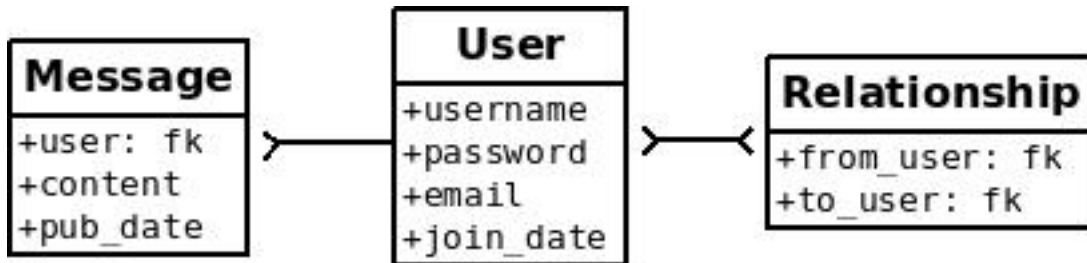 Message
+user: fk
+content
+pub_date
User
+username
+password
+email
+join_date
Relationship
+from_user: fk
+to_user: fk